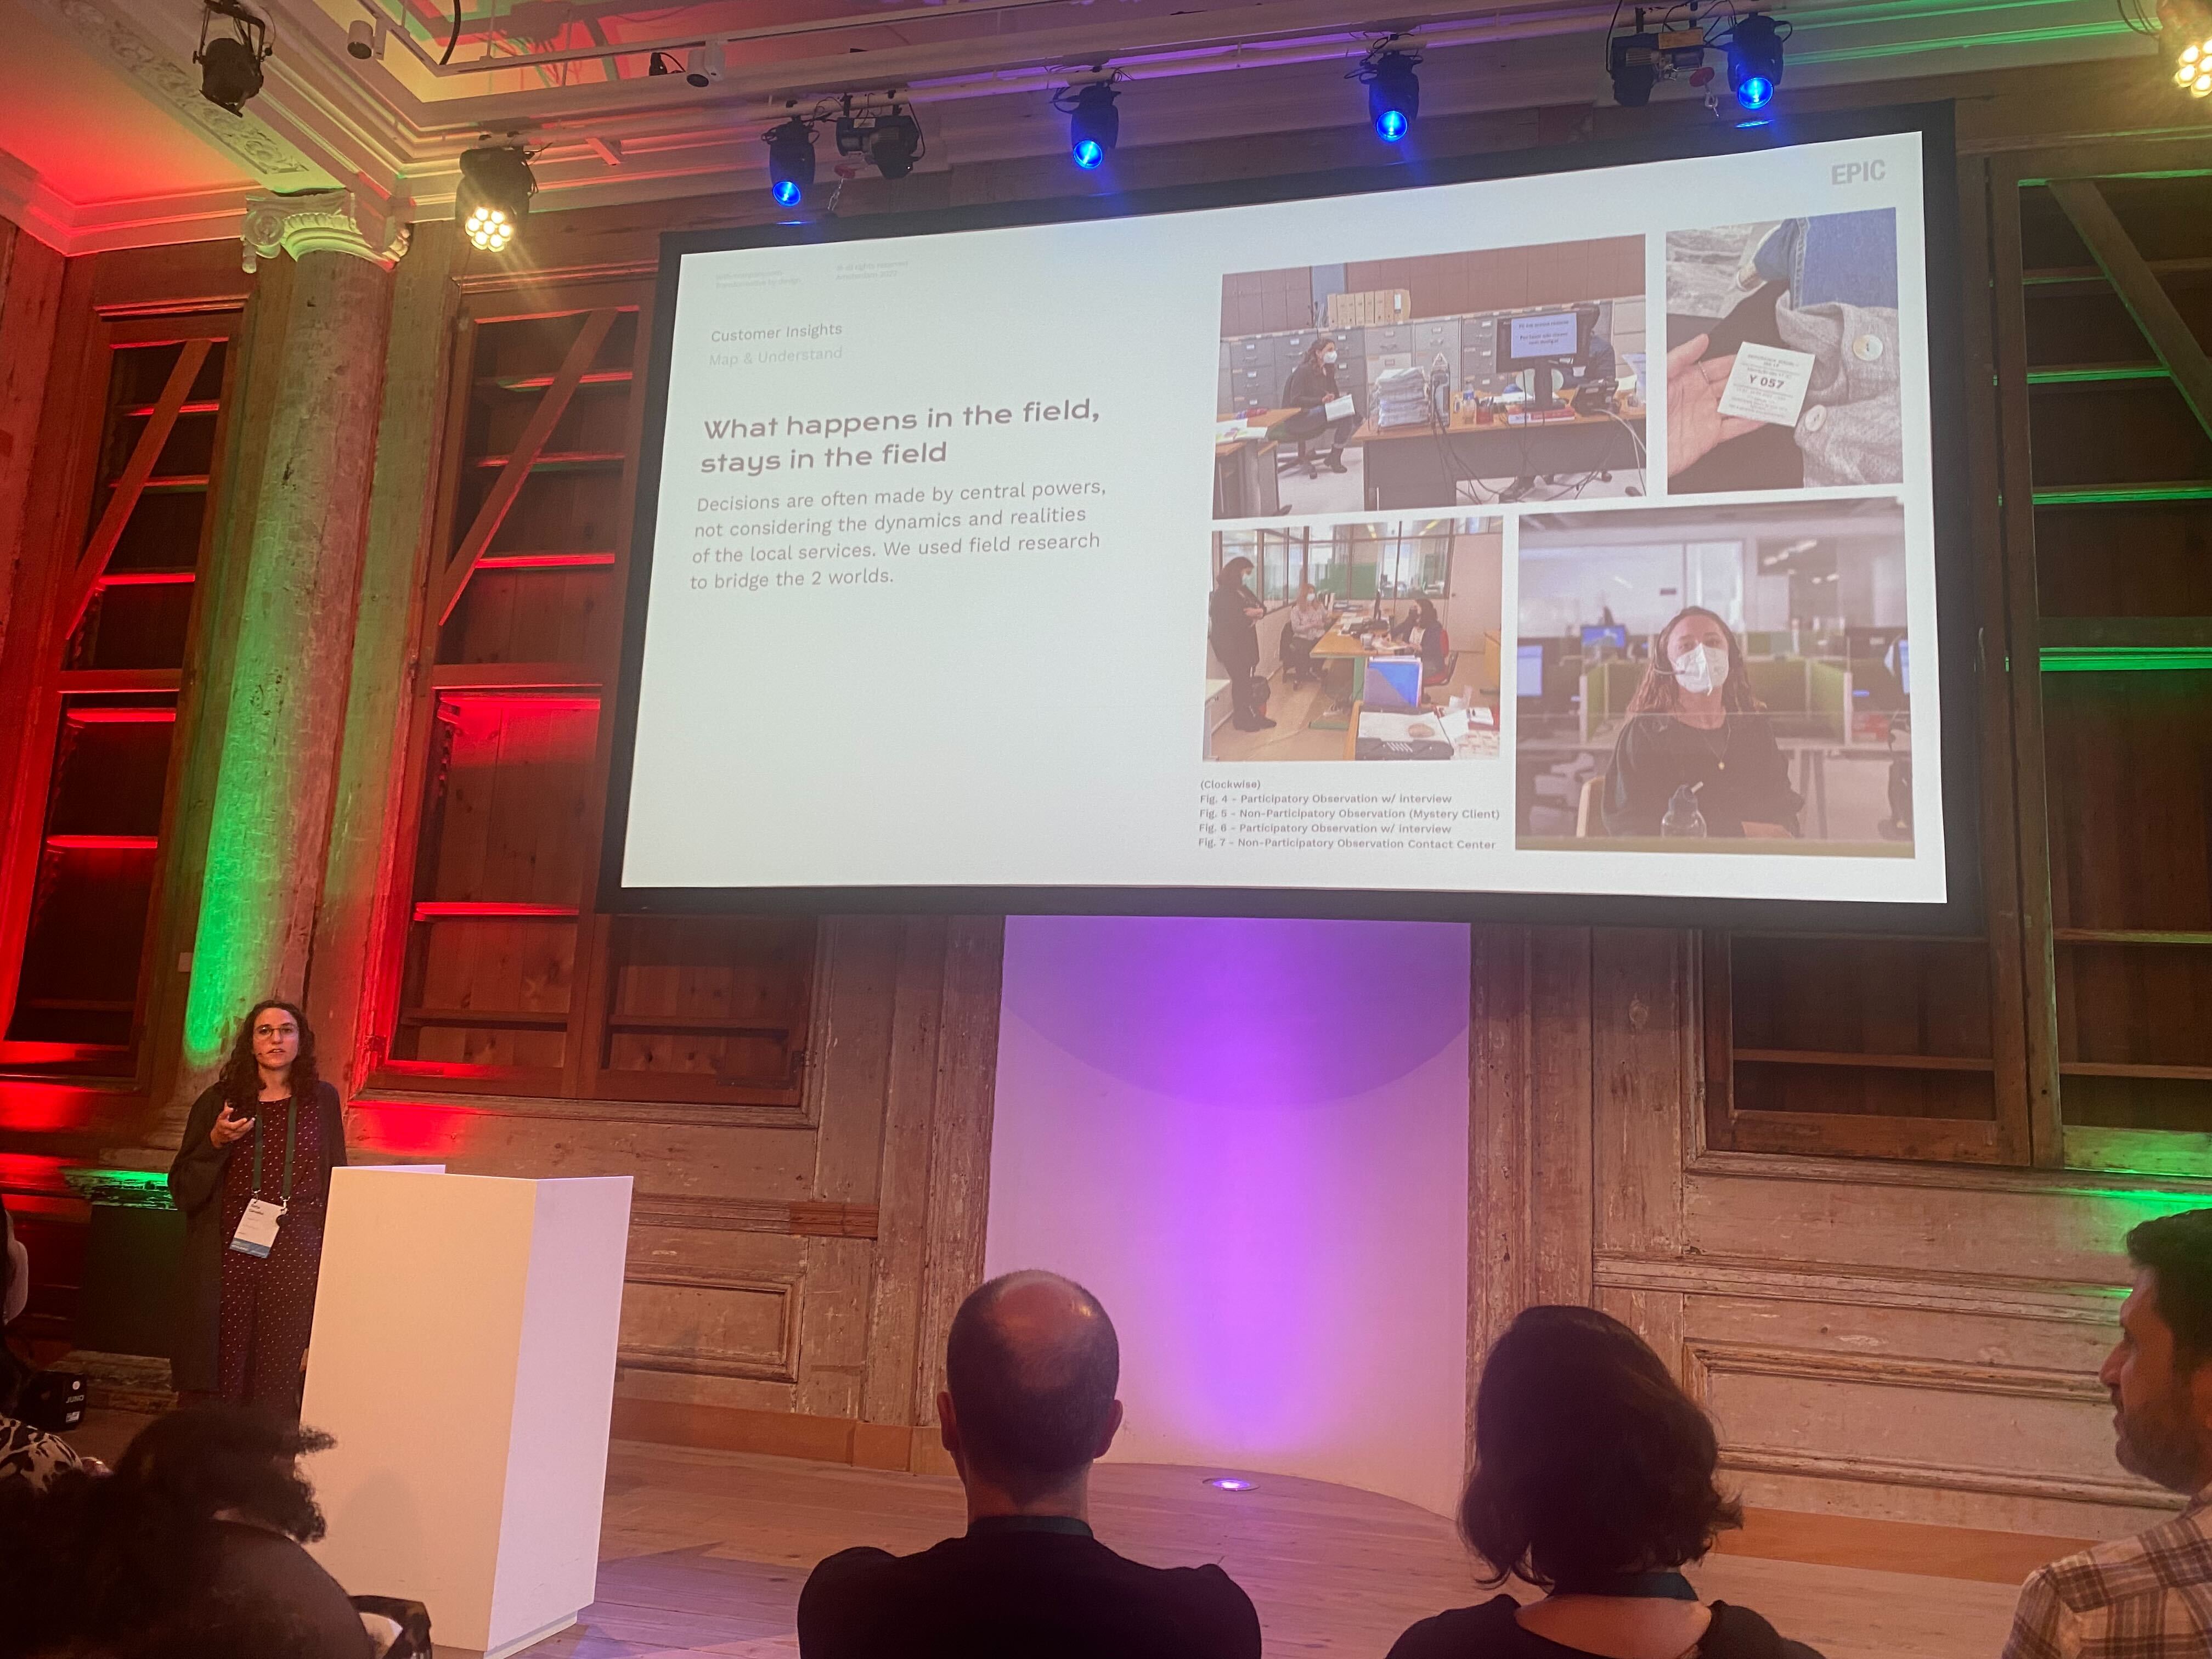 EPIC
Customer Insights
Map & Understand
What happens in the field,
stays in the field
Decisions are often made by central powers,
not considering the dynamics and realities
of the local services. We used field research
to bridge the 2 worlds.
Y 057
(Clockwise)
Fig. 4 - Participatory Observation w/ interview
Fig. 5 - Non-Participatory Observation (Mystery Client)
Fig. 6 - Participatory Observation w/ interview
Fig. 7 - Non-Participatory Observation Contact Center